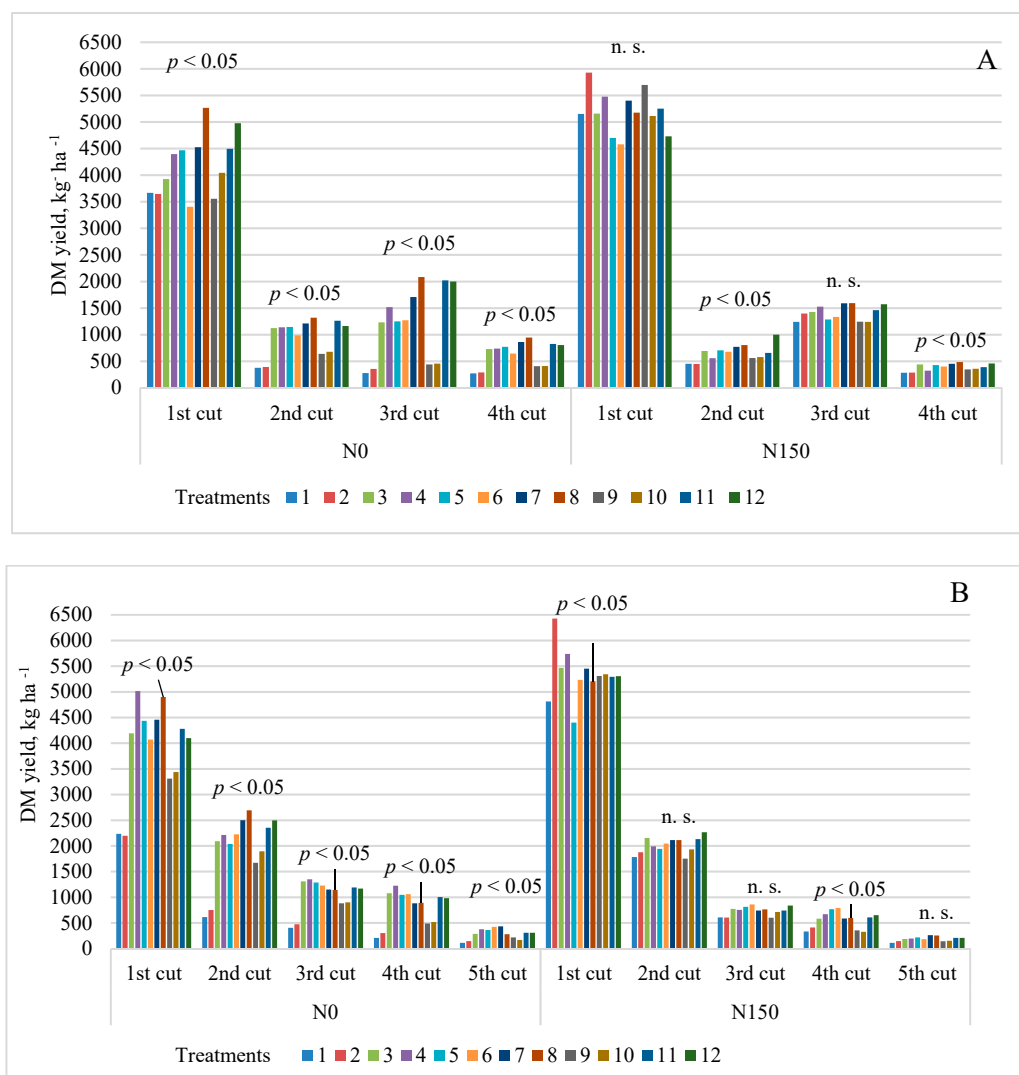 A
DM yield, kg- ha -1
6500
6000
5500
5000
4500
4000
3500
3000
2500
2000
1500
1000
500
0
p < 0.05
p < 0.05
p < 0.05
p < 0.05
n. s.
p < 0.05
n. s.
p < 0.05
1st cut 2nd cut 3rd cut 4th cut 1st cut 2nd cut 3rd cut 4th cut
N0 N150
Treatments 1 2 3 4 5 6 7 8 9 10 11 12
B
DM yield, kg ha -1
6500
6000
5500
5000
4500
4000
3500
3000
2500
2000
1500
1000
500
0
p < 0.05
p < 0.05
p < 0.05
p < 0.05
p < 0.05
p < 0.05
n. s.
n. s.
p < 0.05
n. s.
1st cut 2nd cut 3rd cut 4th cut 5th cut 1st cut 2nd cut 3rd cut 4th cut 5th cut
N0 N150
Treatments 1 2 3 4 5 6 7 8 9 10 11 12